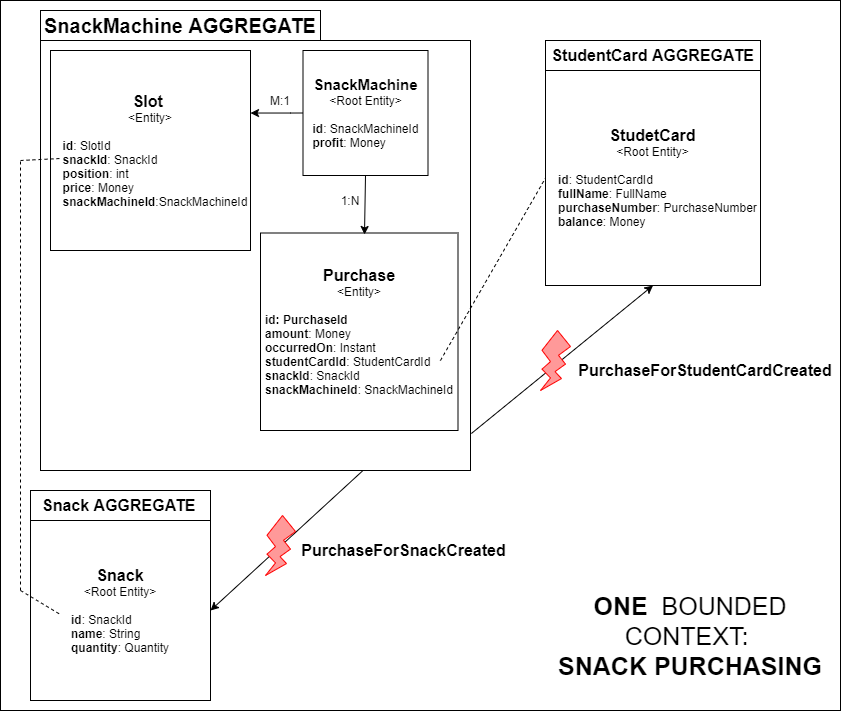 SnackMachine AGGREGATE
Slot
<Entity>
id: SlotId
snackId: SnackId
position: int
price: Money
snackMachineId:SnackMachineId
M:1
SnackMachine
<Root Entity>
id: SnackMachineId
profit: Money
1:N
Purchase
<Entity>
id: PurchaseId
amount: Money
occurredOn: Instant
studentCardId: StudentCardId
snackId: SnackId
snackMachineId: SnackMachineId
StudentCard AGGREGATE
StudetCard
<Root Entity>
id: StudentCardId
fullName: FullName
purchaseNumber: PurchaseNumber
balance: Money
PurchaseForStudentCardCreated
Snack AGGREGATE
Snack
<Root Entity>
id: SnackId
name: String
quantity: Quantity
PurchaseForSnackCreated
ONE BOUNDED
CONTEXT:
SNACK PURCHASING